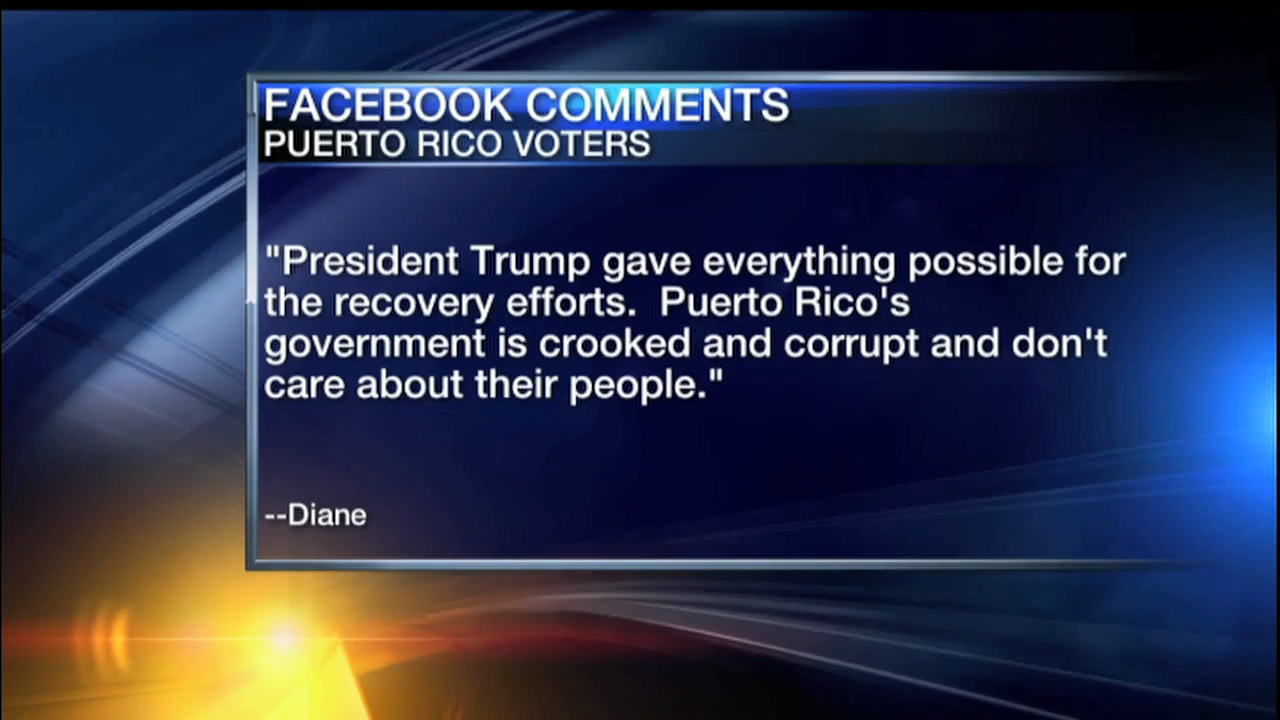 FACEBOOK COMMENTS
PUERTO RICO VOTERS
"President Trump gave everything possible for
the recovery efforts.  Puerto Rico's
government is crooked and corrupt and don't
care about their people."
--Diane